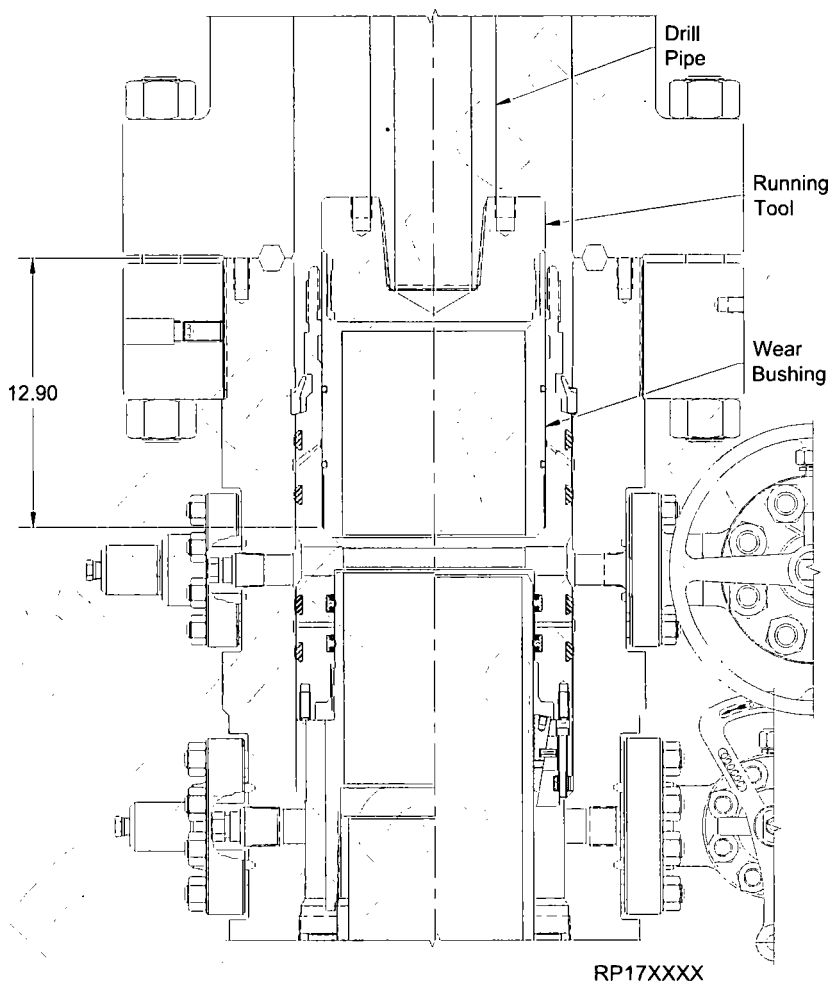 Drill
Pipe
Running
Tool
Wear
Bushing
12.90
RP17XXXX